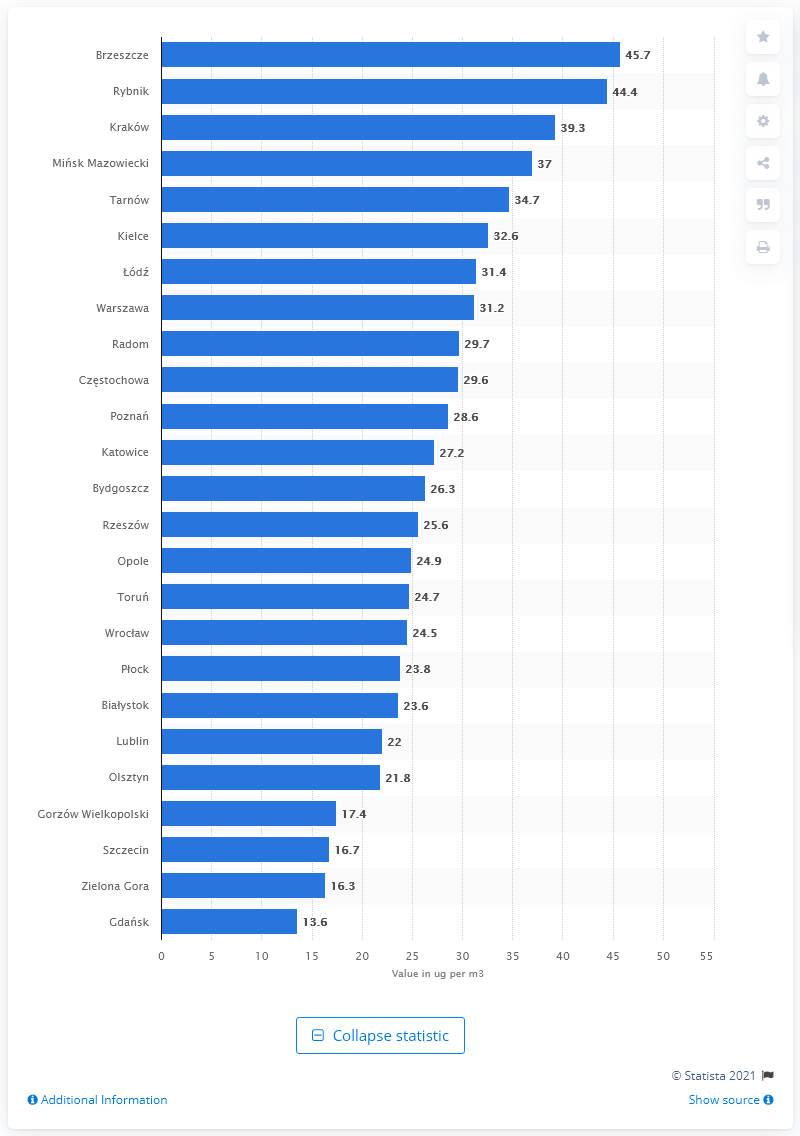 Brzeszcze 45.7
Rybnik 44.4
Kraków 39.3
Mińsk Mazowiecki 37
Tarnów 34.7
Kielce 32.6
Łódź 31.4
Warszawa 31.2
Radom 29.7
Częstochowa 29.6
Poznań 28.6
Katowice 27.2
Bydgoszcz 26.3
Rzeszów 25.6
Opole 24.9
Toruń 24.7
Wrocław 24.5
Płock 23.8
Białystok 23.6
Lublin 22
Olsztyn 21.8
Gorzów Wielkopolski 17.4
Szczecin 16.7
Zielona Gora 16.3
Gdańsk 13.6
0 5 10 15 20 25 30 35 40 45 50 55
Value in ug per m3
Collapse statistic
© Statista 2021
Additional Information
Show source